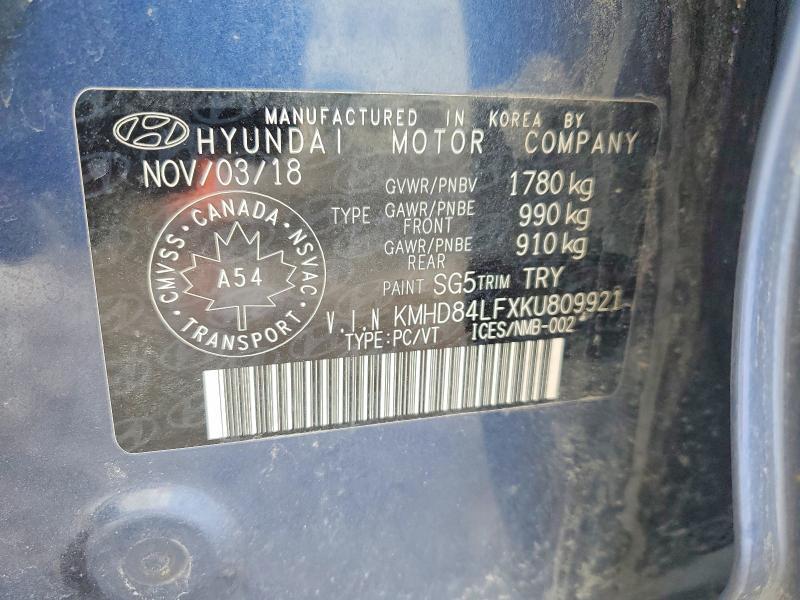 MANUFACTURED IN KOREA BY
HYUNDAI MOTOR COMPANY
NOV/03/18
GVWR/PNBV 1780 kg
TYPE GAWR/PNBE FRONT 990 kg
GAWR/PNBE REAR 910 kg
PAINT SG5 TRIM TRY
V.I.N KMHD84LFXKU809921
TYPE:PC/VT ICES/NMB-002
CMVSS · CANADA · NSVAC
A54
TRANSPORT